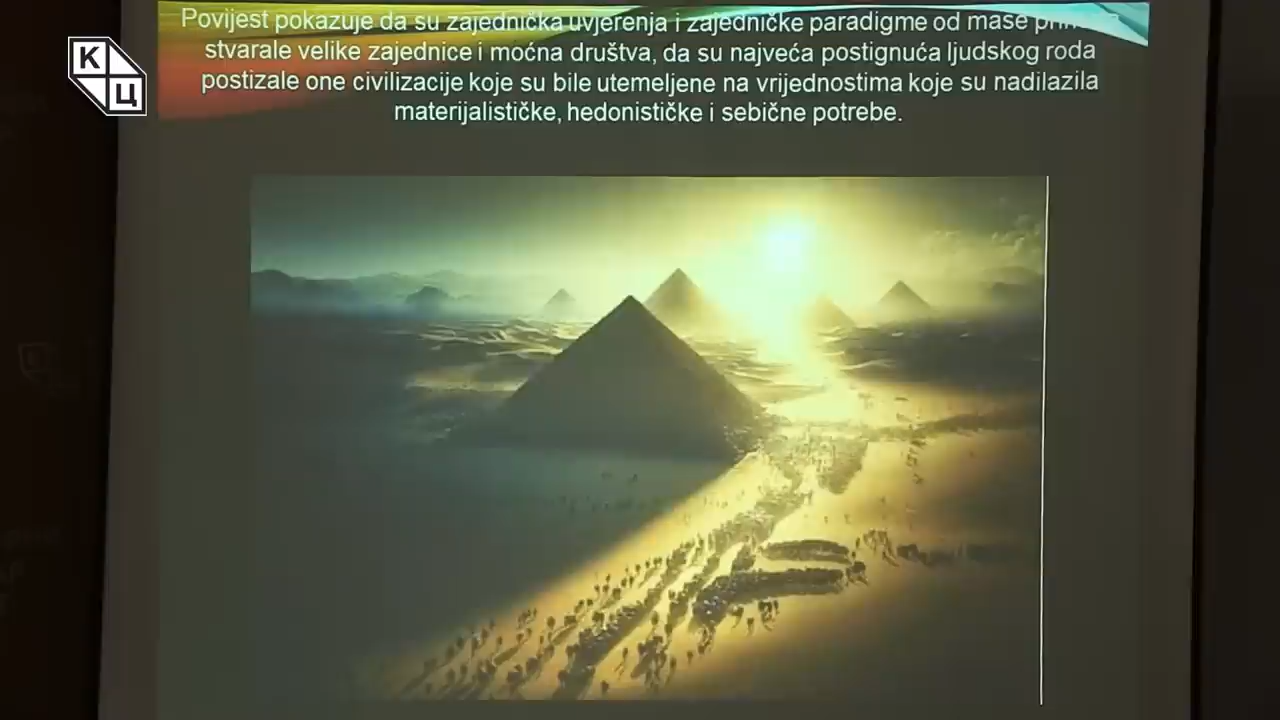 Povijest pokazuje da su zajednička uvjerenja i zajedničke paradigme od mase
stvarale velike zajednice i moćna društva, da su najveća postignuća ljudskog roda
postizale one civilizacije koje su bile utemeljene na vrijednostima koje su nadilazila
materijalističke, hedonističke i sebične potrebe.
К
Ц